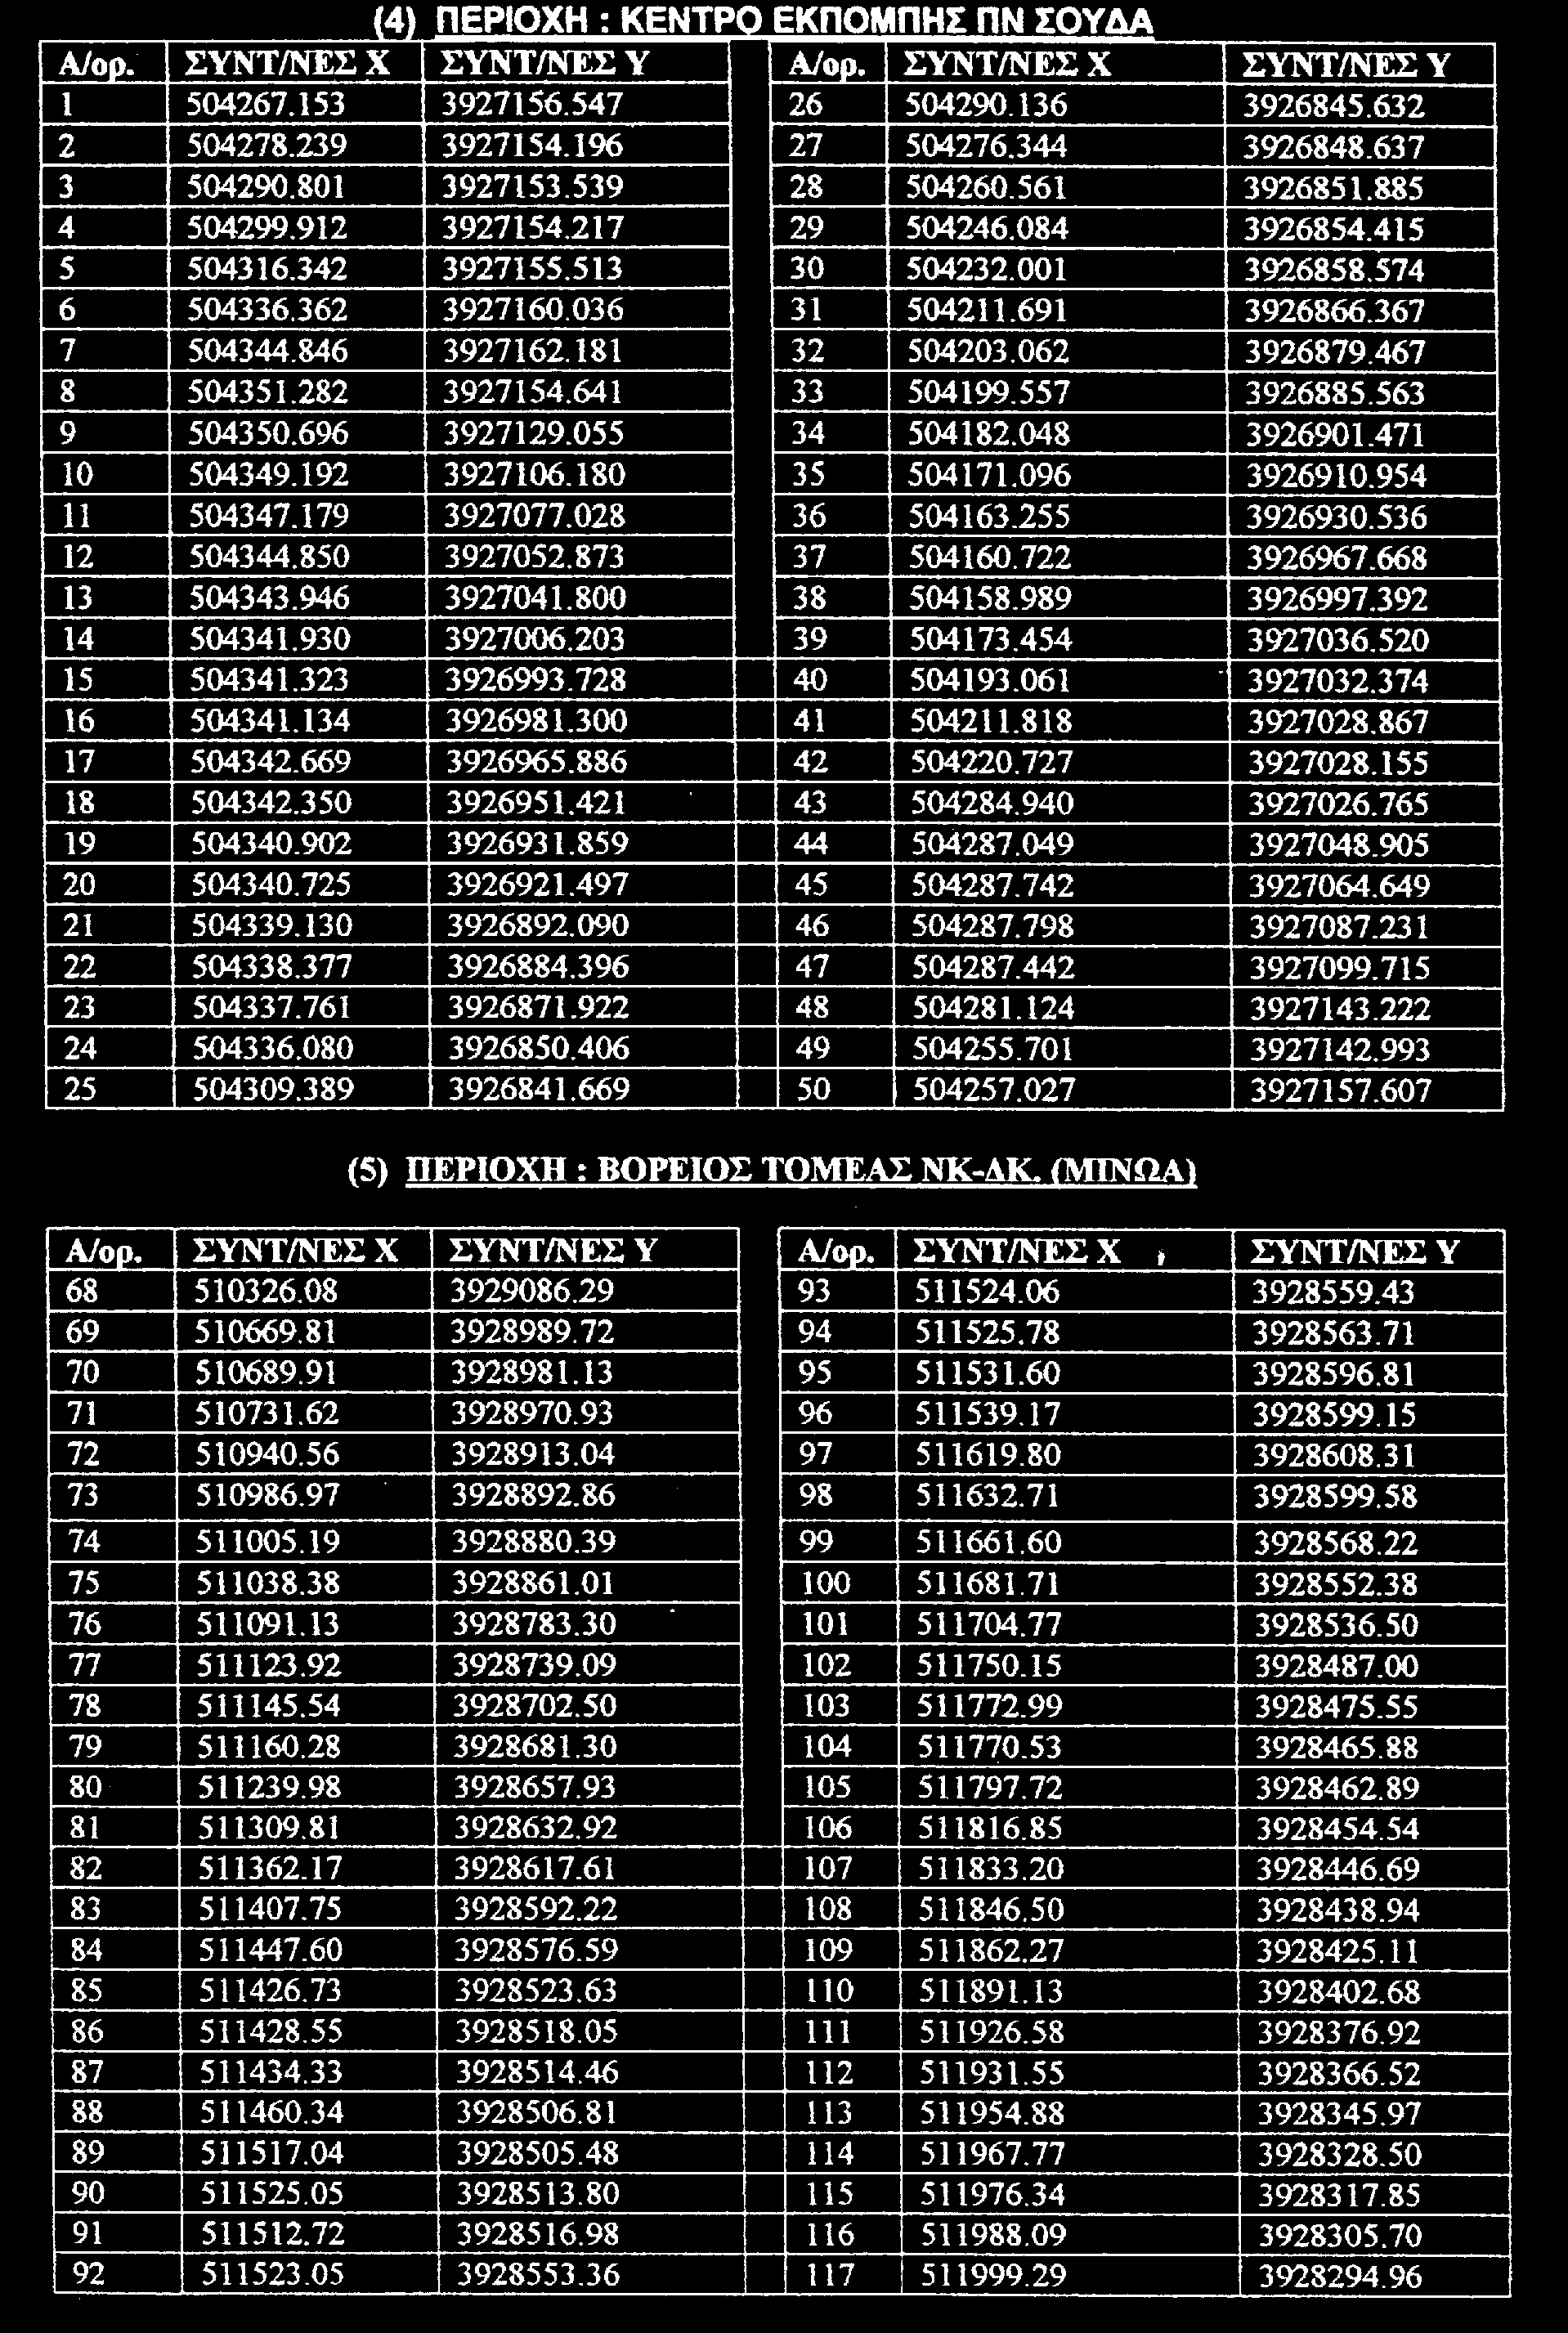 (4) ΠΕΡΙΟΧΗ : ΚΕΝΤΡΟ ΕΚΠΟΜΠΗΣ ΠΝ ΣΟΥΔΑ
Α/ορ. ΣΥΝΤ/ΝΕΣ Χ ΣΥΝΤ/ΝΕΣ Υ Α/ορ. ΣΥΝΤ/ΝΕΣ Χ ΣΥΝΤ/ΝΕΣ Υ
1 504267.153 3927156.547 26 504290.136 3926845.632
2 504278.239 3927154.196 27 504276.344 3926848.637
3 504290.801 3927153.539 28 504260.561 3926851.885
4 504299.912 3927154.217 29 504246.084 3926854.415
5 504316.342 3927155.513 30 504232.001 3926858.574
6 504336.362 3927160.036 31 504211.691 3926866.367
7 504344.846 3927162.181 32 504203.062 3926879.467
8 504351.282 3927154.641 33 504199.557 3926885.563
9 504350.696 3927129.055 34 504182.048 3926901.471
10 504349.192 3927106.180 35 504171.096 3926910.954
11 504347.179 3927077.028 36 504163.255 3926930.536
12 504344.850 3927052.873 37 504160.722 3926967.668
13 504343.946 3927041.800 38 504158.989 3926997.392
14 504341.930 3927006.203 39 504173.454 3927036.520
15 504341.323 3926993.728 40 504193.061 3927032.374
16 504341.134 3926981.300 41 504211.818 3927028.867
17 504342.669 3926965.886 42 504220.727 3927028.155
18 504342.350 3926951.421 43 504284.940 3927026.765
19 504340.902 3926931.859 44 504287.049 3927048.905
20 504340.725 3926921.497 45 504287.742 3927064.649
21 504339.130 3926892.090 46 504287.798 3927087.231
22 504338.377 3926884.396 47 504287.442 3927099.715
23 504337.761 3926871.922 48 504281.124 3927143.222
24 504336.080 3926850.406 49 504255.701 3927142.993
25 504309.389 3926841.669 50 504257.027 3927157.607
(5) ΠΕΡΙΟΧΗ : ΒΟΡΕΙΟΣ ΤΟΜΕΑΣ ΝΚ-ΔΚ. (ΜΙΝΩΑ)
Α/ορ. ΣΥΝΤ/ΝΕΣ Χ ΣΥΝΤ/ΝΕΣ Υ Α/ορ. ΣΥΝΤ/ΝΕΣ Χ ΣΥΝΤ/ΝΕΣ Υ
68 510326.08 3929086.29 93 511524.06 3928559.43
69 510669.81 3928989.72 94 511525.78 3928563.71
70 510689.91 3928981.13 95 511531.60 3928596.81
71 510731.62 3928970.93 96 511539.17 3928599.15
72 510940.56 3928913.04 97 511619.80 3928608.31
73 510986.97 3928892.86 98 511632.71 3928599.58
74 511005.19 3928880.39 99 511661.60 3928568.22
75 511038.38 3928861.01 100 511681.71 3928552.38
76 511091.13 3928783.30 101 511704.77 3928536.50
77 511123.92 3928739.09 102 511750.15 3928487.00
78 511145.54 3928702.50 103 511772.99 3928475.55
79 511160.28 3928681.30 104 511770.53 3928465.88
80 511239.98 3928657.93 105 511797.72 3928462.89
81 511309.81 3928632.92 106 511816.85 3928454.54
82 511362.17 3928617.61 107 511833.20 3928446.69
83 511407.75 3928592.22 108 511846.50 3928438.94
84 511447.60 3928576.59 109 511862.27 3928425.11
85 511426.73 3928523.63 110 511891.13 3928402.68
86 511428.55 3928518.05 111 511926.58 3928376.92
87 511434.33 3928514.46 112 511931.55 3928366.52
88 511460.34 3928506.81 113 511954.88 3928345.97
89 511517.04 3928505.48 114 511967.77 3928328.50
90 511525.05 3928513.80 115 511976.34 3928317.85
91 511512.72 3928516.98 116 511988.09 3928305.70
92 511523.05 3928553.36 117 511999.29 3928294.96